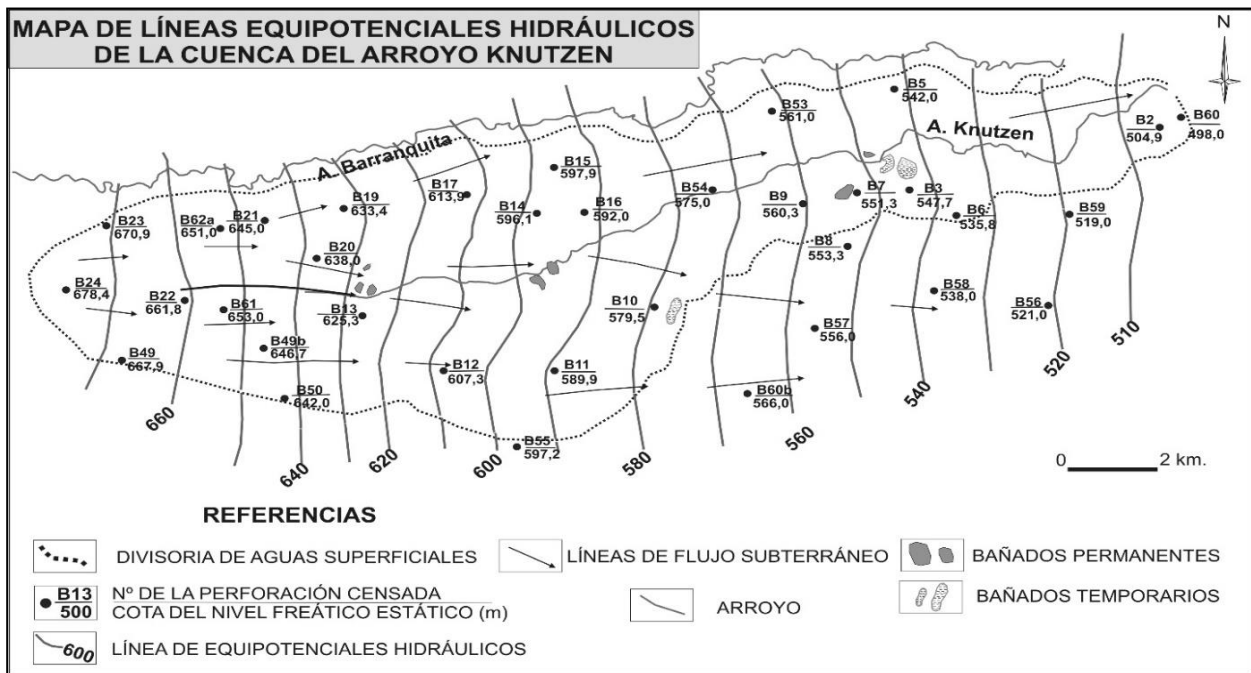 MAPA DE LÍNEAS EQUIPOTENCIALES HIDRÁULICOS
DE LA CUENCA DEL ARROYO KNUTZEN
N
B5
542,0
B53
561,0
B2
504,9
B60
498,0
A. Knutzen
A. Barranquita
B15
597,9
B17
613,9
B54
575,0
B7
551,3
B3
547,7
B19
633,4
B14
596,1
B16
592,0
B9
560,3
B6
535,8
B59
519,0
B23
670,9
B62a
651,0
B21
645,0
B20
638,0
B8
553,3
B24
678,4
B22
661,8
B61
653,0
B13
625,3
B10
579,5
B58
538,0
B56
521,0
B57
556,0
B49
667,9
B49b
646,7
B12
607,3
B11
589,9
B50
642,0
B60b
566,0
B55
597,2
660
640
620
600
580
560
540
520
510
0 2 km.
REFERENCIAS
DIVISORIA DE AGUAS SUPERFICIALES
LÍNEAS DE FLUJO SUBTERRÁNEO
BAÑADOS PERMANENTES
B13
500
Nº DE LA PERFORACIÓN CENSADA
COTA DEL NIVEL FREÁTICO ESTÁTICO (m)
ARROYO
BAÑADOS TEMPORARIOS
600
LÍNEA DE EQUIPOTENCIALES HIDRÁULICOS